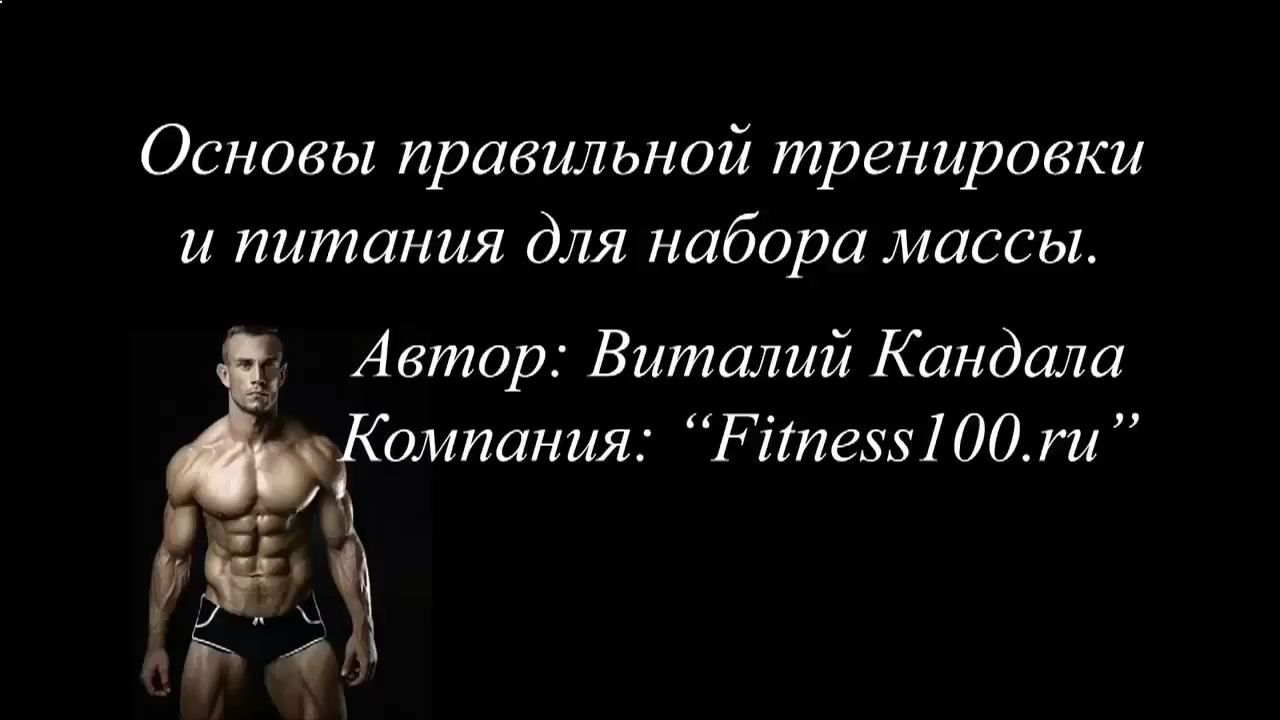 Основы правильной тренировки
и питания для набора массы.
Автор: Виталий Кандала
Компания: “Fitness100.ru”